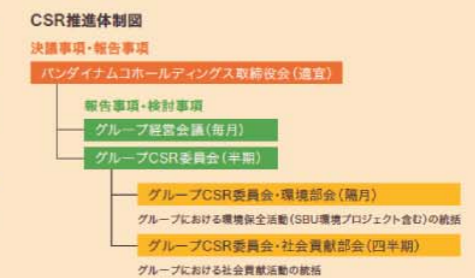 CSR推進体制図
決議事項・報告事項
バンダイナムコホールディングス取締役会（適宜）
報告事項・検討事項
グループ経営会議（毎月）
グループCSR委員会（半期）
グループCSR委員会・環境部会（隔月）
グループにおける環境保全活動（SBU環境プロジェクト含む）の統括
グループCSR委員会・社会貢献部会（四半期）
グループにおける社会貢献活動の統括